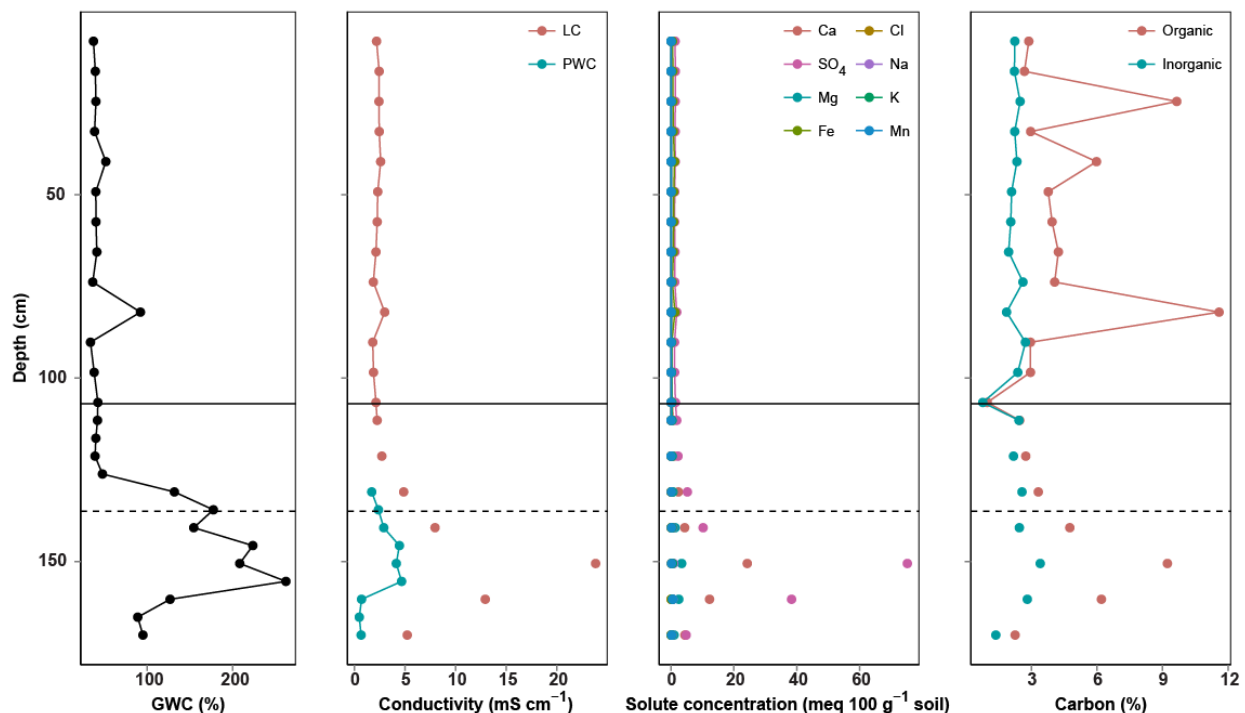 LC
PWC
Ca
SO4
Mg
Fe
Cl
Na
K
Mn
Organic
Inorganic
Depth (cm)
50
100
150
100 200
GWC (%)
0 5 10 15 20
Conductivity (mS cm−1)
0 20 40 60
Solute concentration (meq 100 g−1 soil)
3 6 9 12
Carbon (%)